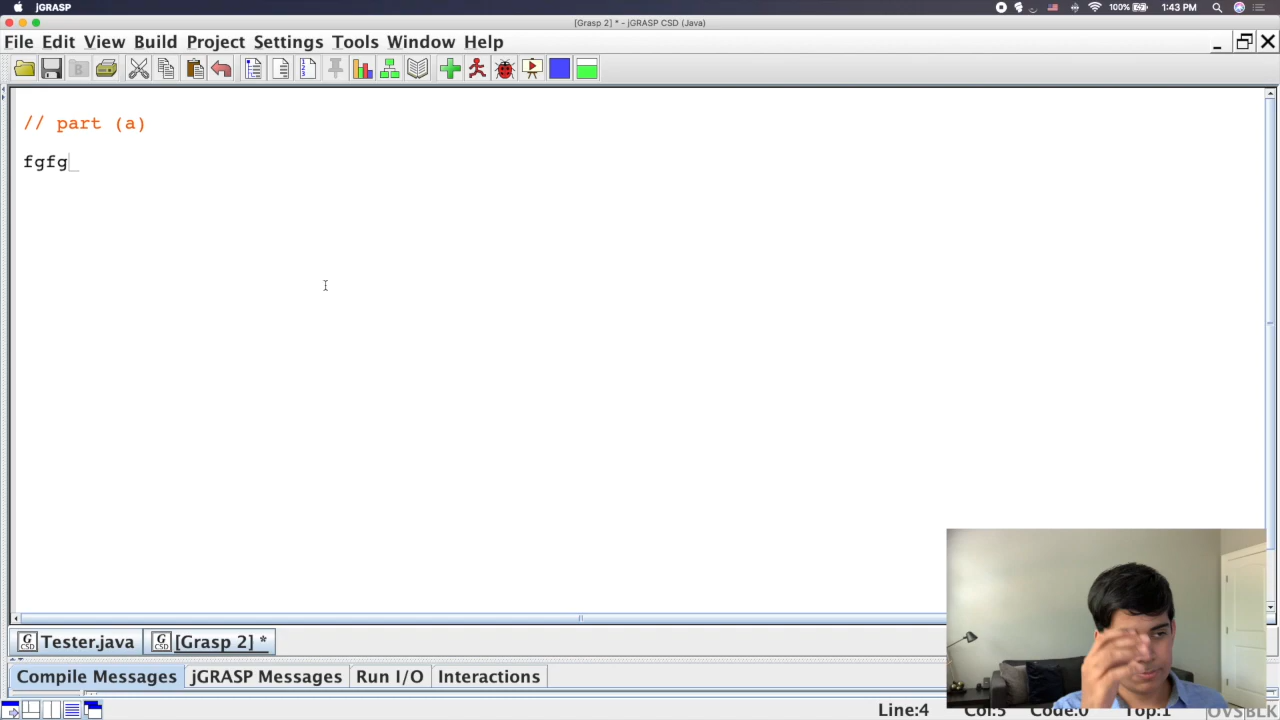 jGRASP
100%
1:43 PM
[Grasp 2] * - jGRASP CSD (Java)
File Edit View Build Project Settings Tools Window Help
// part (a)
fgfg
Tester.java
[Grasp 2] *
Compile Messages jGRASP Messages Run I/O Interactions
Line:4 Col:5 Code:0 Top:1 OVS BLK